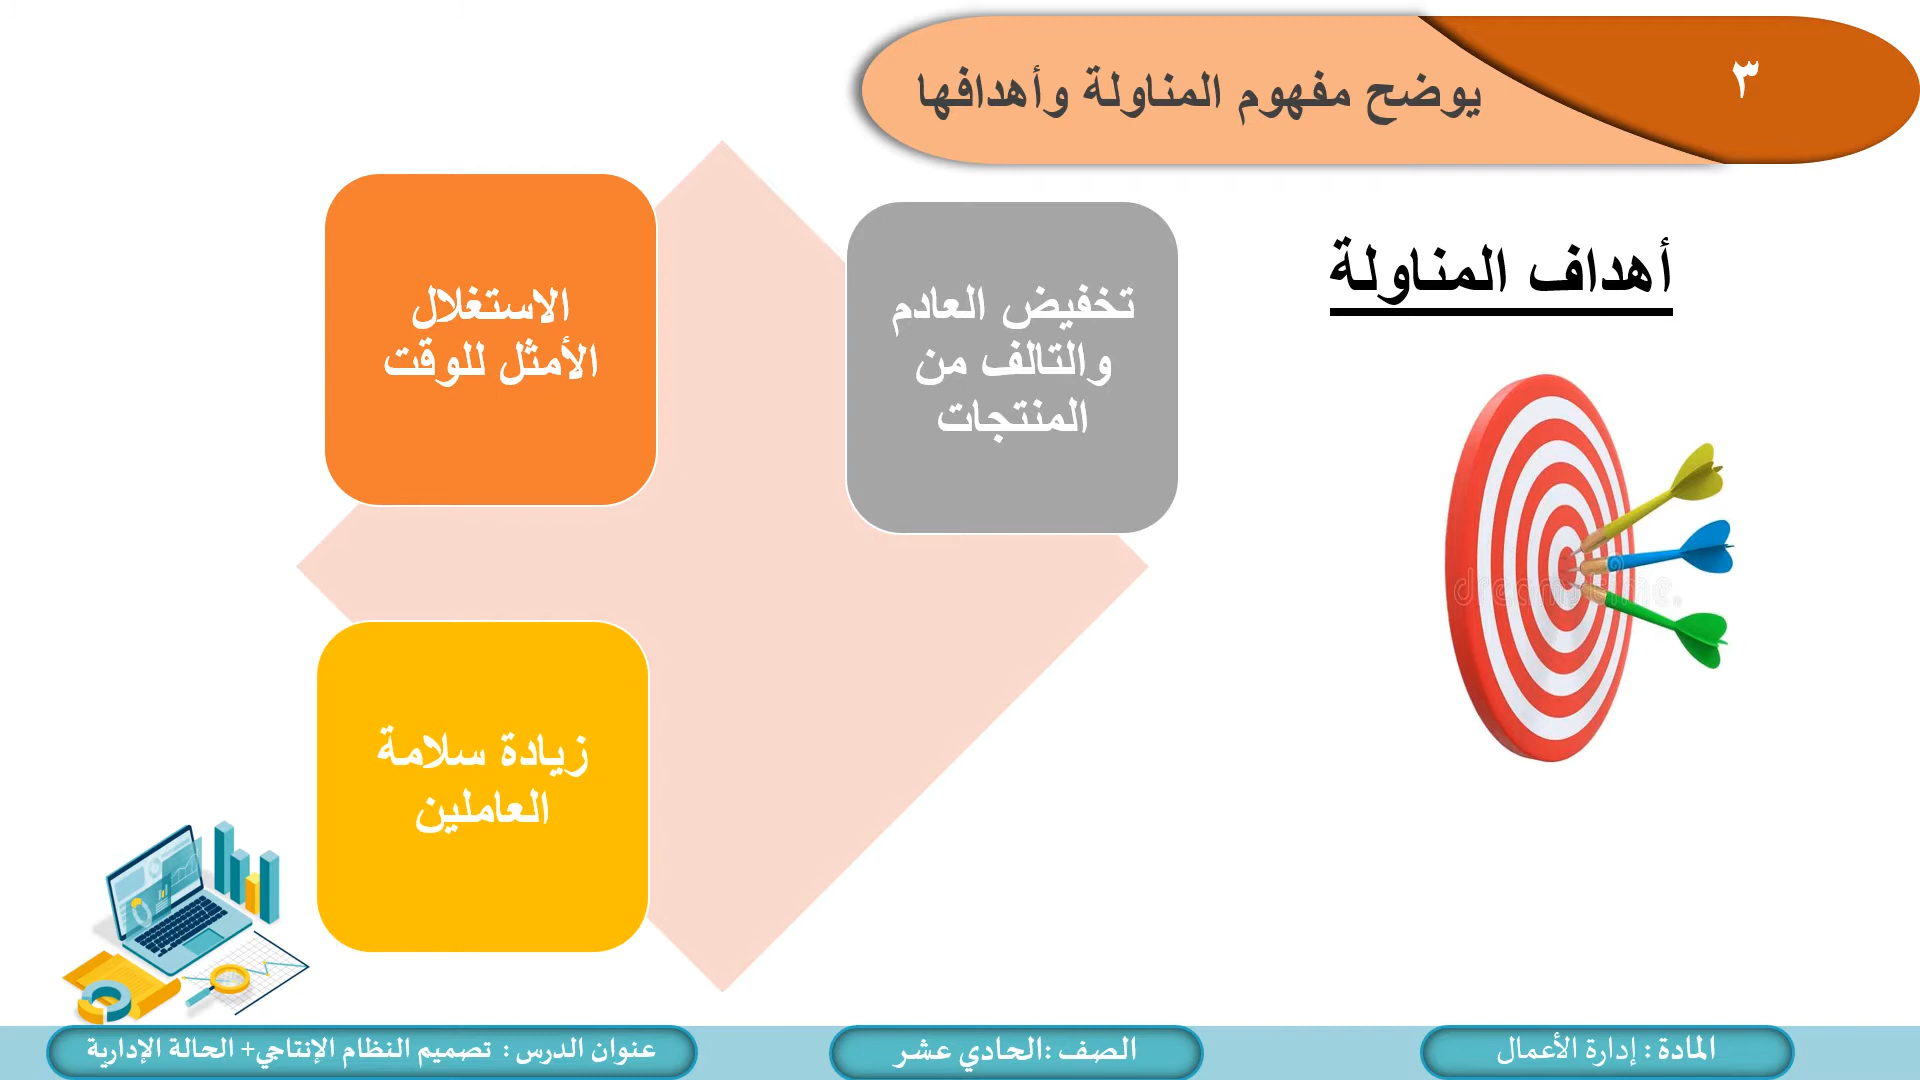 ٣
يوضح مفهوم المناولة وأهدافها
أهداف المناولة
تخفيض العادم
والتالف من
المنتجات
الاستغلال
الأمثل للوقت
زيادة سلامة
العاملين
dreamstime.
المادة : إدارة الأعمال
الصف :الحادي عشر
عنوان الدرس : تصميم النظام الإنتاجي+ الحالة الإدارية